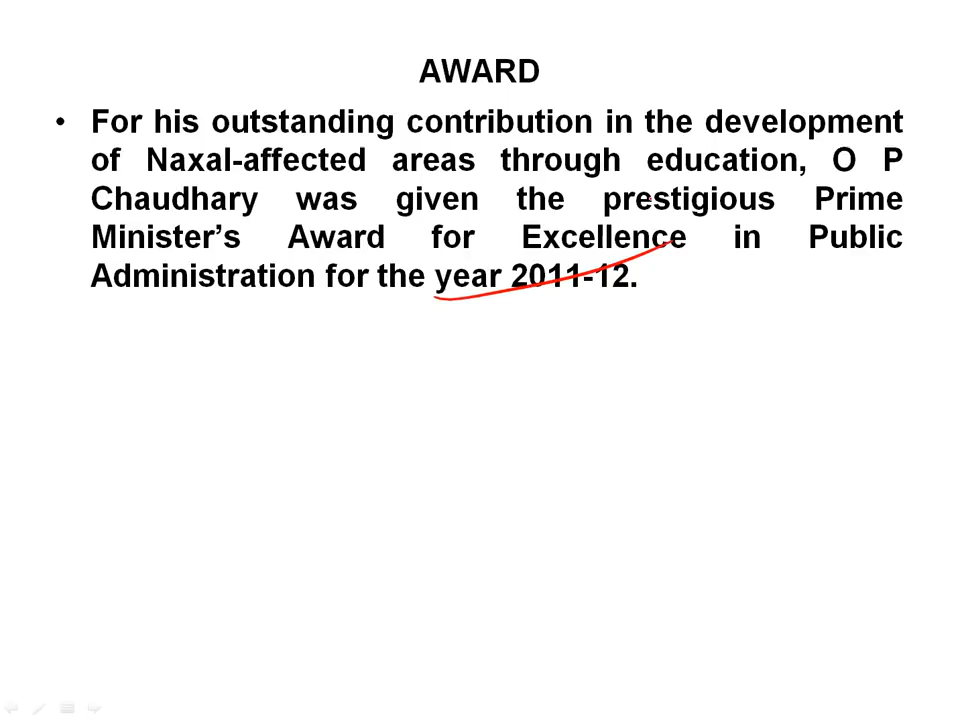 AWARD
• For his outstanding contribution in the development
of Naxal-affected areas through education, O P
Chaudhary was given the prestigious Prime
Minister’s Award for Excellence in Public
Administration for the year 2011-12.